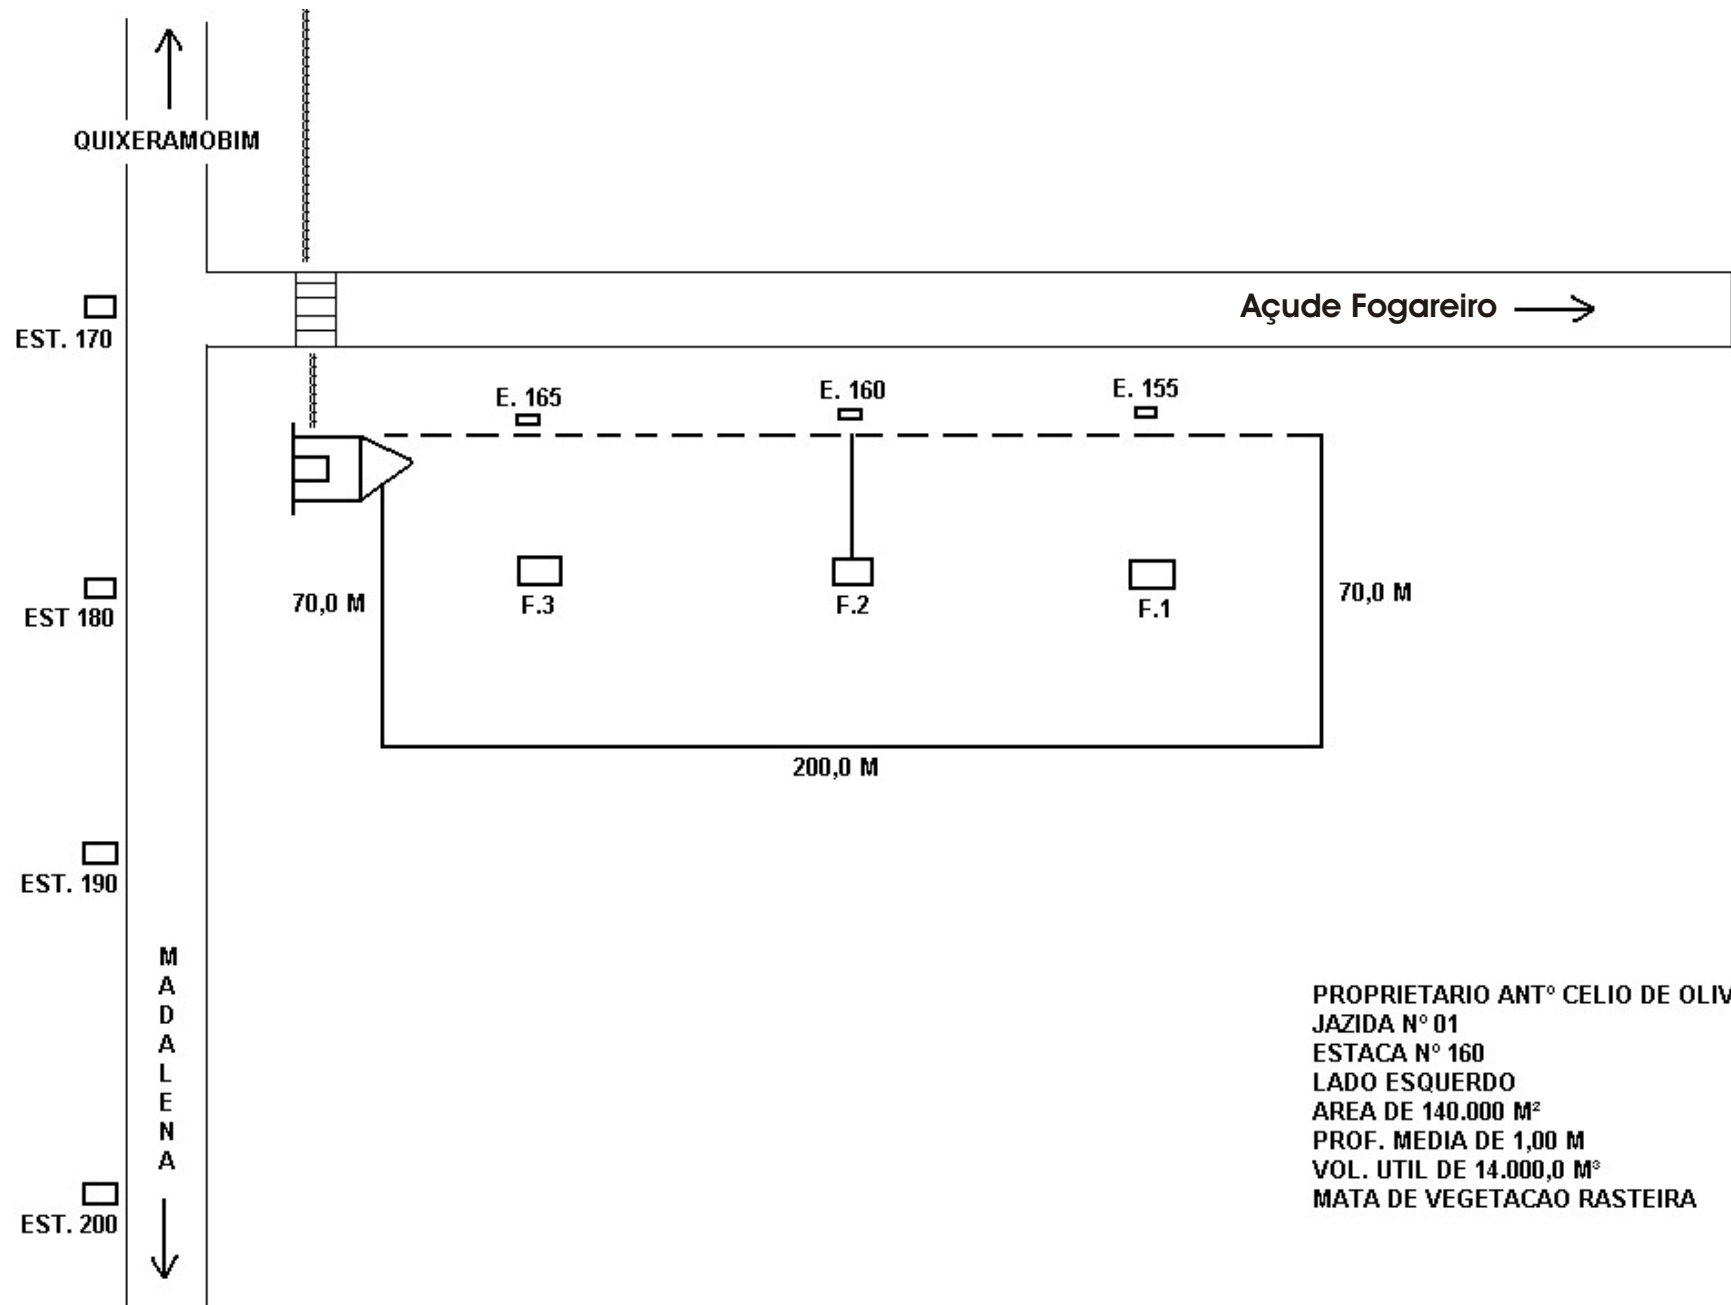 QUIXERAMOBIM
Açude Fogareiro
EST. 170
E. 165
E. 160
E. 155
EST 180
70,0 M
F.3
F.2
F.1
70,0 M
200,0 M
EST. 190
MADALENA
EST. 200
PROPRIETARIO ANTº CELIO DE OLIV
JAZIDA Nº 01
ESTACA Nº 160
LADO ESQUERDO
AREA DE 140.000 M²
PROF. MEDIA DE 1,00 M
VOL. UTIL DE 14.000,0 M³
MATA DE VEGETACAO RASTEIRA